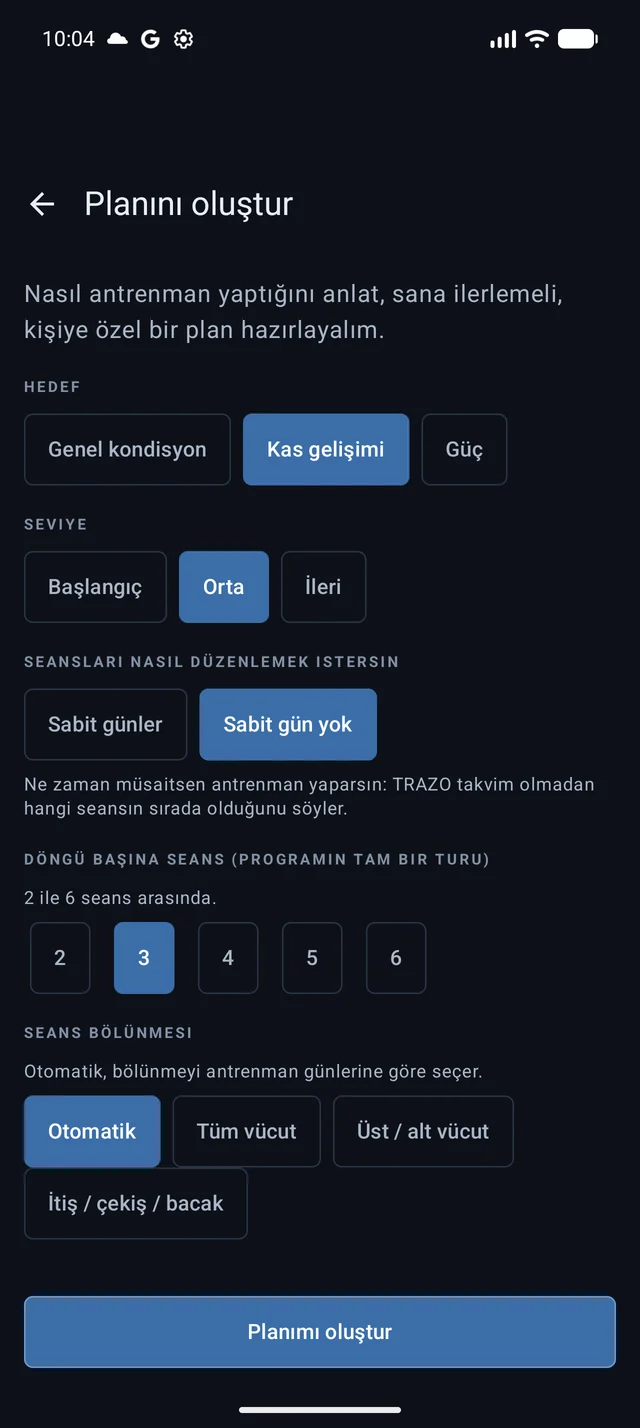 10:04
Planını oluştur
Nasıl antrenman yaptığını anlat, sana ilerlemeli,
kişiye özel bir plan hazırlayalım.
HEDEF
Genel kondisyon
Kas gelişimi
Güç
SEVIYE
Başlangıç
Orta
İleri
SEANSLARI NASIL DÜZENLEMEK ISTERSIN
Sabit günler
Sabit gün yok
Ne zaman müsaitsen antrenman yaparsın: TRAZO takvim olmadan
hangi seansın sırada olduğunu söyler.
DÖNGÜ BAŞINA SEANS (PROGRAMIN TAM BIR TURU)
2 ile 6 seans arasında.
2
3
4
5
6
SEANS BÖLÜNMESI
Otomatik, bölünmeyi antrenman günlerine göre seçer.
Otomatik
Tüm vücut
Üst / alt vücut
İtiş / çekiş / bacak
Planımı oluştur